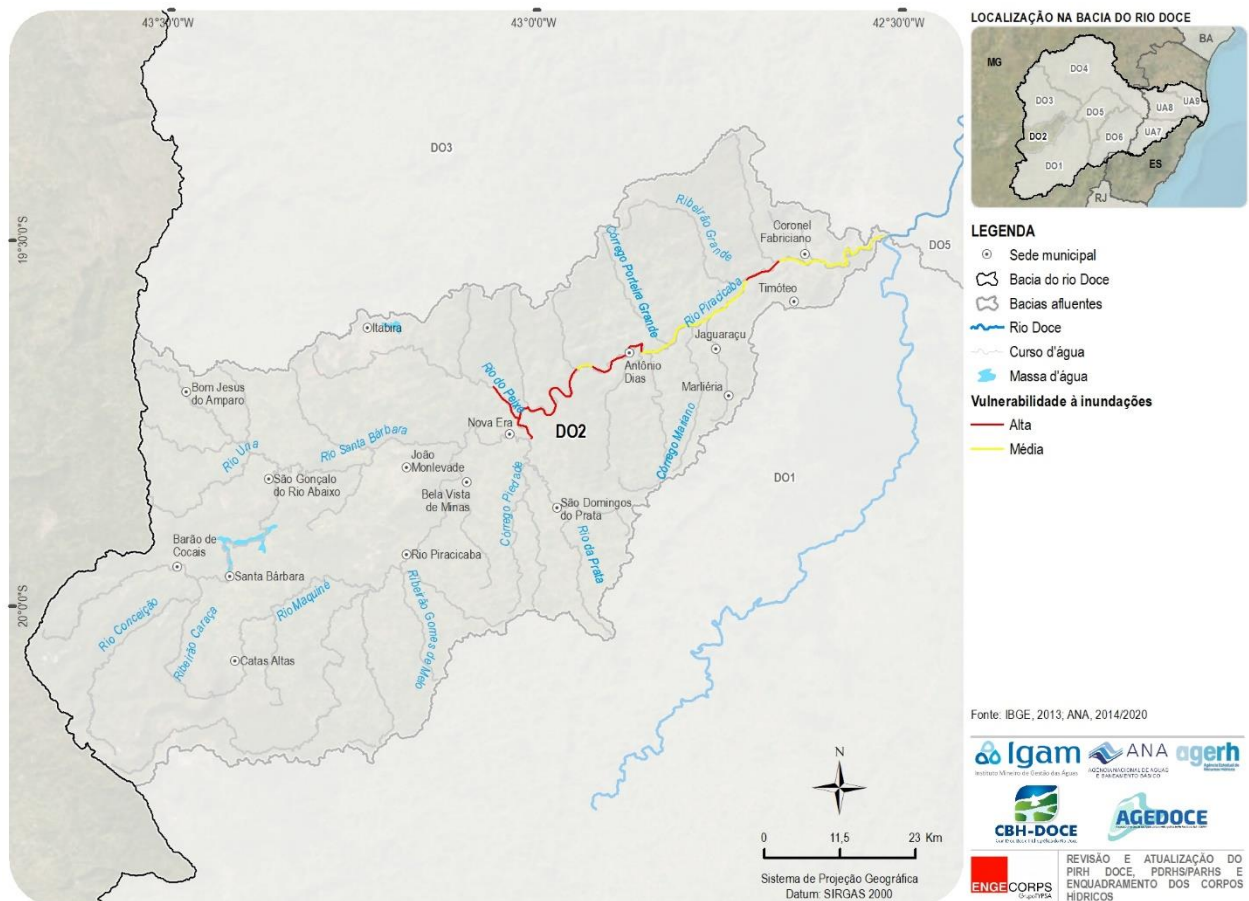 43°30'0"W
43°0'0"W
42°30'0"W
19°30'0"S
20°0'0"S
DO3
DO5
DO1
DO2
Ribeirão Grande
Coronel
Fabriciano
Córrego Porteira Grande
Rio Piracicaba
Timóteo
Itabira
Jaguaraçu
Antônio
Dias
Marliéria
Rio do Peixe
Bom Jesus
do Amparo
Nova Era
Córrego Mariano
Rio Una
Rio Santa Bárbara
João
Monlevade
São Gonçalo
do Rio Abaixo
Bela Vista
de Minas
Córrego Piedade
São Domingos
do Prata
Rio da Prata
Barão de
Cocais
Rio Piracicaba
Santa Bárbara
Rio Maquiné
Rio Conceição
Ribeirão Caraça
Ribeirão Gomes de Melo
Catas Altas
N
0 11,5 23 Km
Sistema de Projeção Geográfica
Datum: SIRGAS 2000
LOCALIZAÇÃO NA BACIA DO RIO DOCE
BA
MG
DO4
DO3
UA8
UA9
DO5
DO2
DO6
UA7
DO1
ES
RJ
LEGENDA
Sede municipal
Bacia do rio Doce
Bacias afluentes
Rio Doce
Curso d'água
Massa d'água
Vulnerabilidade à inundações
Alta
Média
Fonte: IBGE, 2013; ANA, 2014/2020
Igam
Instituto Mineiro de Gestão das Águas
ANA
AGÊNCIA NACIONAL DE ÁGUAS
E SANEAMENTO BÁSICO
agerh
CBH-DOCE
AGEDOCE
ENGECORPS
GrupoTYPSA
REVISÃO E ATUALIZAÇÃO DO
PIRH DOCE, PDRHS/PARHS E
ENQUADRAMENTO DOS CORPOS
HÍDRICOS